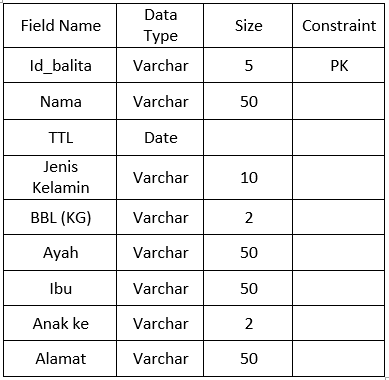 Field Name Data Type Size Constraint
Id_balita Varchar 5 PK
Nama Varchar 50
TTL Date
Jenis Kelamin Varchar 10
BBL (KG) Varchar 2
Ayah Varchar 50
Ibu Varchar 50
Anak ke Varchar 2
Alamat Varchar 50